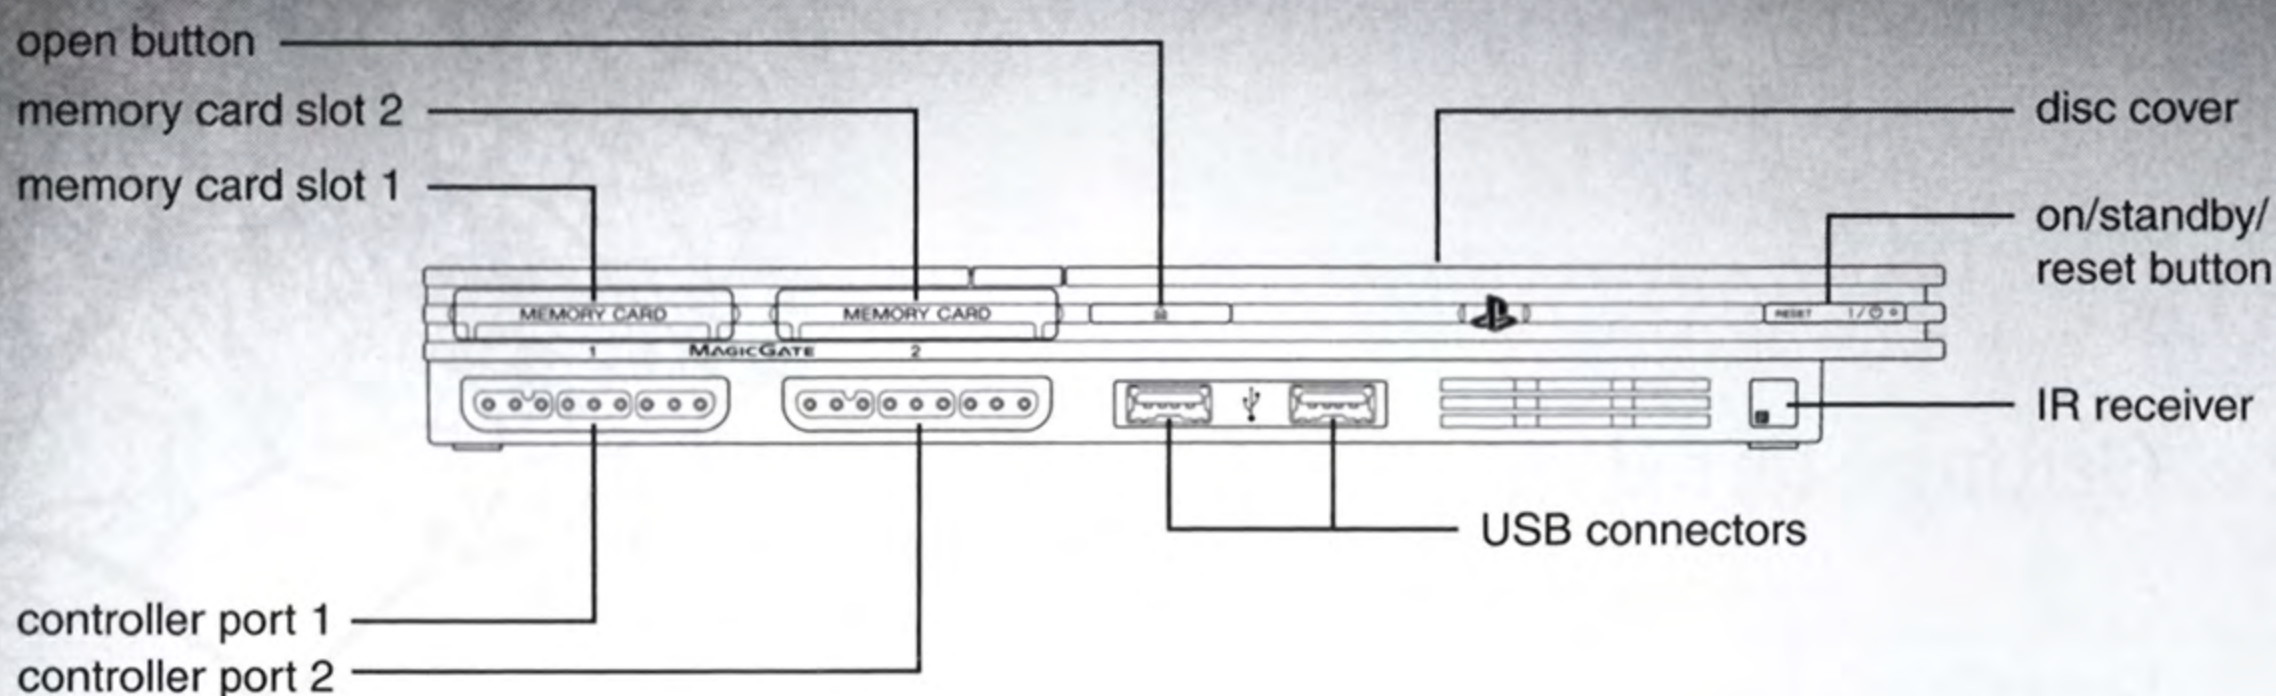 open button
memory card slot 2
memory card slot 1
disc cover
on/standby/
reset button
MEMORY CARD
MEMORY CARD
RESET
1
MAGICGATE
2
IR receiver
USB connectors
controller port 1
controller port 2